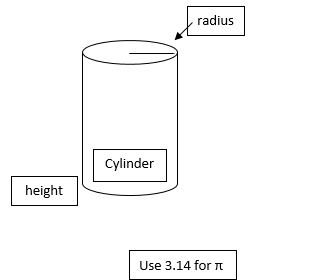 radius
Cylinder
height
Use 3.14 for π